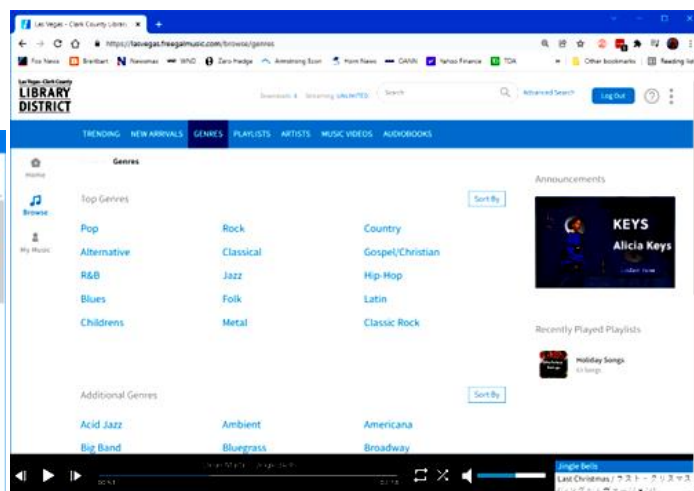 Las Vegas - Clark County Library
https://lasvegas.freegalmusic.com/browse/genres
Fox News Breitbart Newsmax WND Zero Hedge Armstrong Econ Horn News OANN Yahoo Finance TDA Other bookmarks Reading list
Las Vegas-Clark County
LIBRARY
DISTRICT
Streaming UNLIMITED
Search
Advanced Search
Log Out
TRENDING NEW ARRIVALS GENRES PLAYLISTS ARTISTS MUSIC VIDEOS AUDIOBOOKS
Home
Browse
My Music
Genres
Top Genres
Sort By
Pop Rock Country
Alternative Classical Gospel/Christian
R&B Jazz Hip-Hop
Blues Folk Latin
Childrens Metal Classic Rock
Additional Genres
Sort By
Acid Jazz Ambient Americana
Big Band Bluegrass Broadway
Announcements
KEYS
Alicia Keys
Recently Played Playlists
Holiday Songs
Jingle Bells
Last Christmas / ラスト・クリスマス